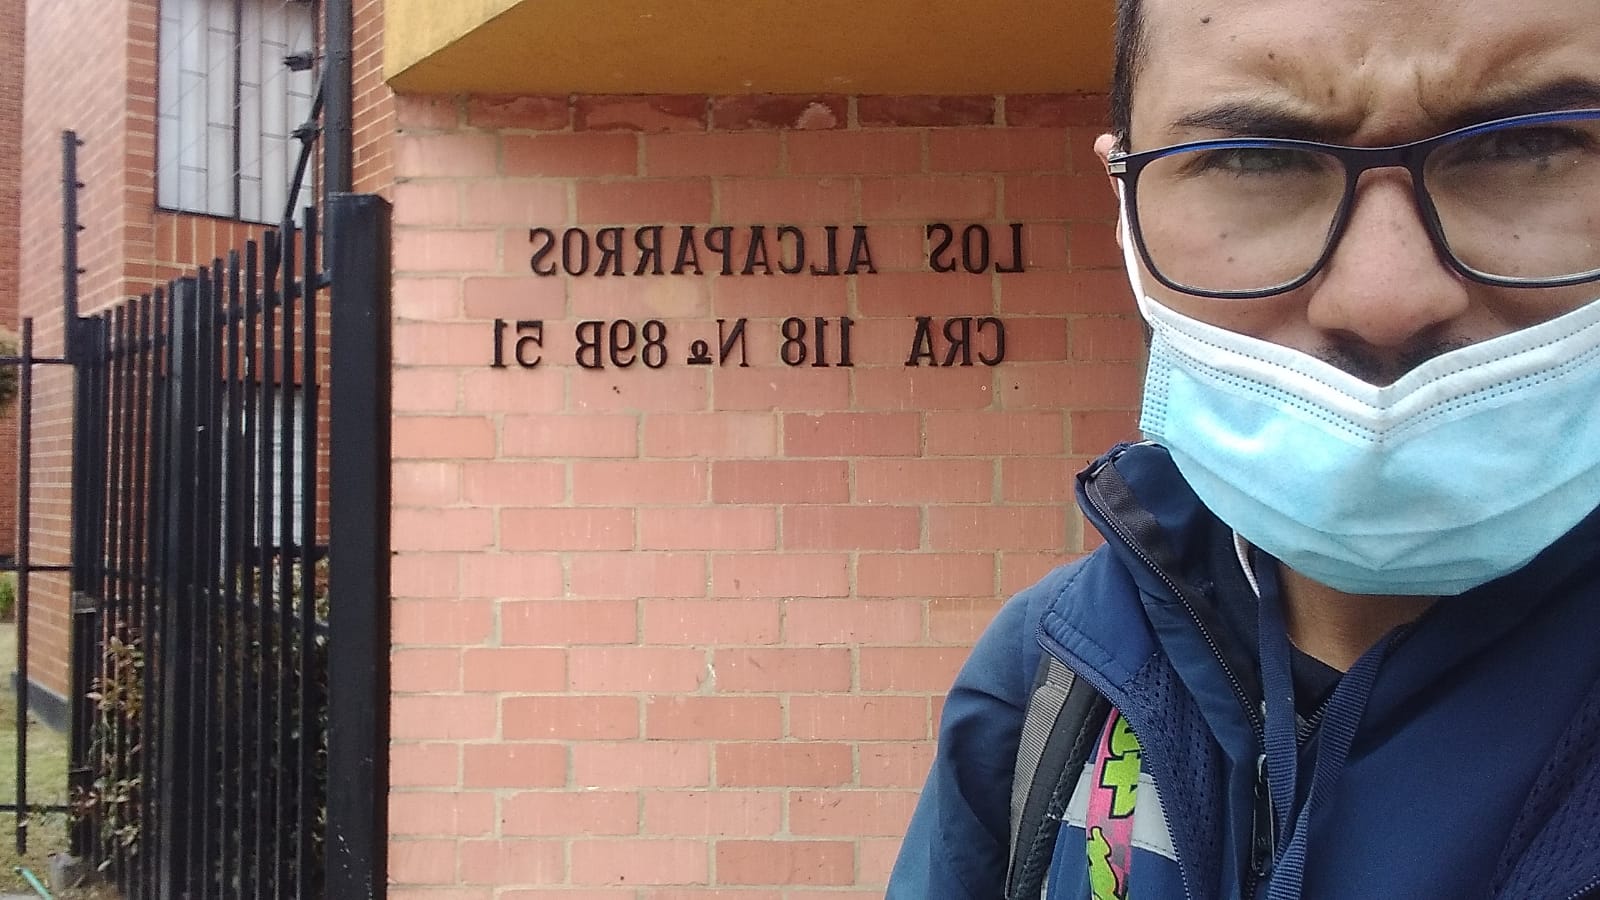 LOS ALCAPARROS
CRA 118 Nº 89B 51